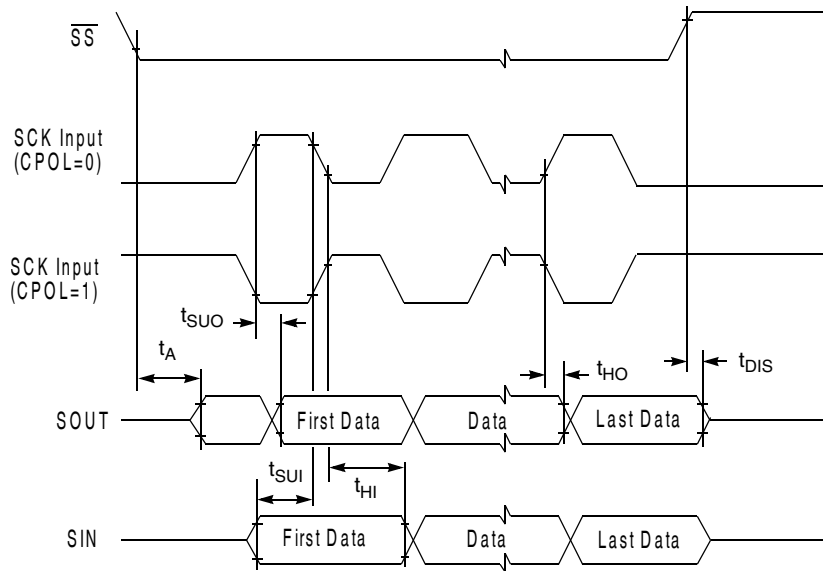 SS
SCK Input
(CPOL=0)
SCK Input
(CPOL=1)
tSUO
tA
tHO
tDIS
SOUT
First Data
Data
Last Data
tSUI
tHI
SIN
First Data
Data
Last Data